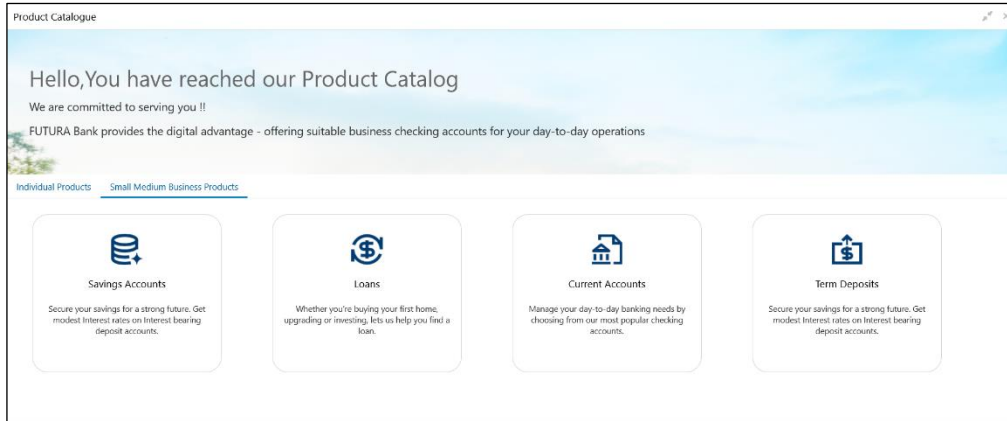 Product Catalogue
Hello,You have reached our Product Catalog
We are committed to serving you !!
FUTURA Bank provides the digital advantage - offering suitable business checking accounts for your day-to-day operations
Individual Products Small Medium Business Products
Savings Accounts
Secure your savings for a strong future. Get
modest Interest rates on Interest bearing
deposit accounts.
Loans
Whether you're buying your first home,
upgrading or investing, lets us help you find a
loan.
Current Accounts
Manage your day-to-day banking needs by
choosing from our most popular checking
accounts.
Term Deposits
Secure your savings for a strong future. Get
modest Interest rates on Interest bearing
deposit accounts.